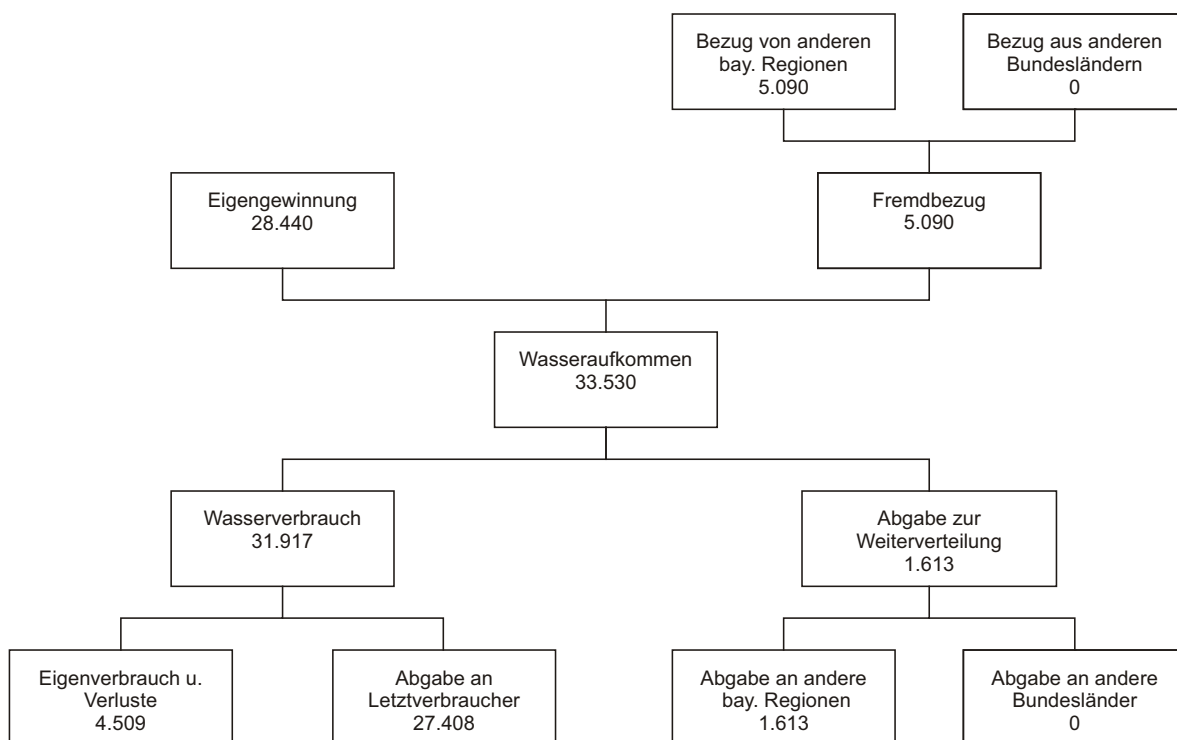 Bezug von anderen
bay. Regionen
5.090
Bezug aus anderen
Bundesländern
0
Eigengewinnung
28.440
Fremdbezug
5.090
Wasseraufkommen
33.530
Wasserverbrauch
31.917
Abgabe zur
Weiterverteilung
1.613
Eigenverbrauch u.
Verluste
4.509
Abgabe an
Letztverbraucher
27.408
Abgabe an andere
bay. Regionen
1.613
Abgabe an andere
Bundesländer
0